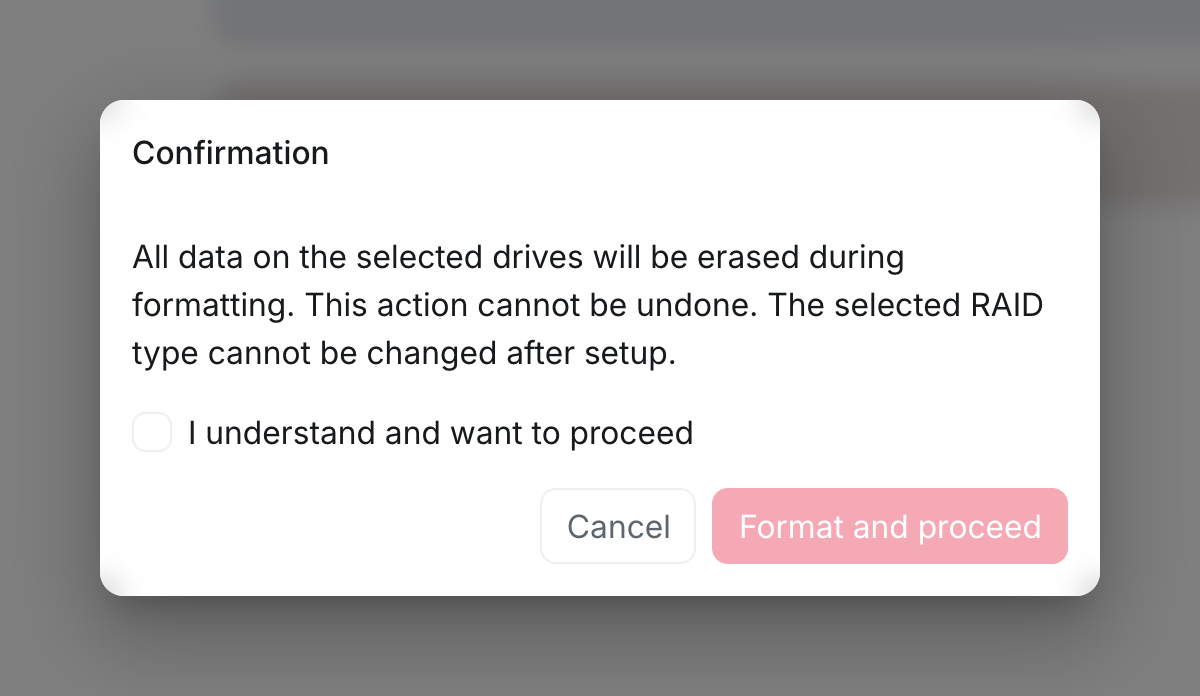 Confirmation
All data on the selected drives will be erased during
formatting. This action cannot be undone. The selected RAID
type cannot be changed after setup.
I understand and want to proceed
Cancel
Format and proceed